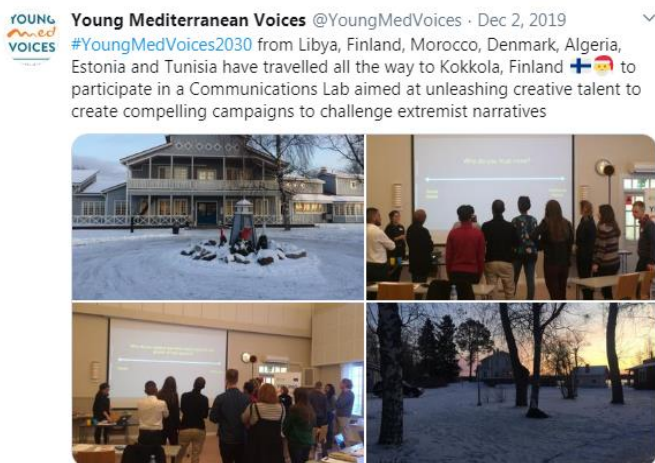 YOUNG
med
VOICES
Young Mediterranean Voices @YoungMedVoices · Dec 2, 2019
#YoungMedVoices2030 from Libya, Finland, Morocco, Denmark, Algeria,
Estonia and Tunisia have travelled all the way to Kokkola, Finland 🇫🇮🎅 to
participate in a Communications Lab aimed at unleashing creative talent to
create compelling campaigns to challenge extremist narratives